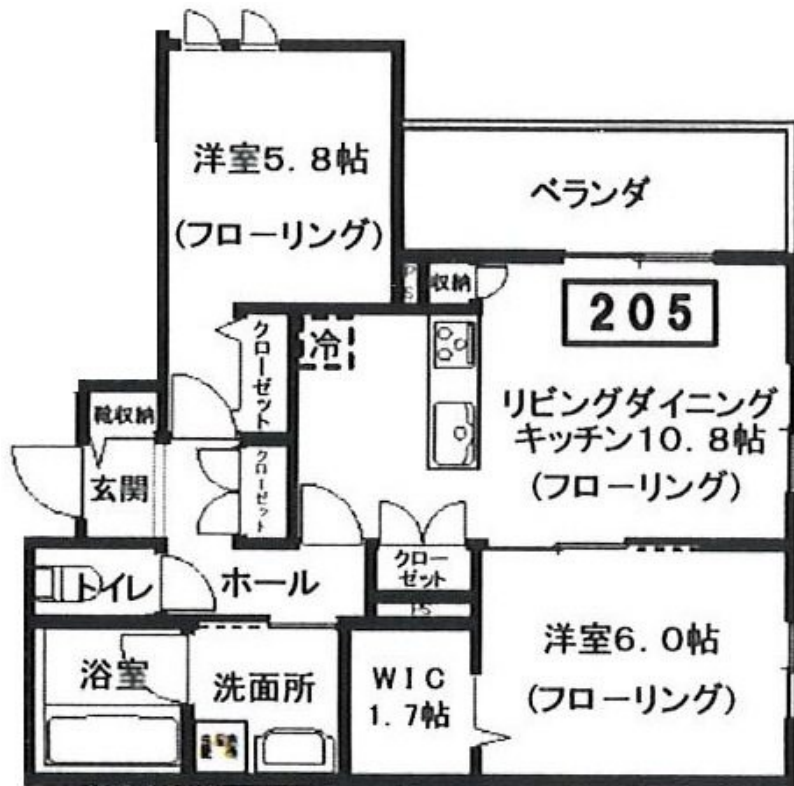 洋室5.8帖
(フローリング)
ベランダ
PS
収納
205
冷
クローゼット
リビングダイニング
キッチン10.8帖
(フローリング)
靴収納
玄関
クローゼット
クロー
ゼット
トイレ
ホール
PS
洋室6.0帖
(フローリング)
浴室
洗面所
WIC
1.7帖